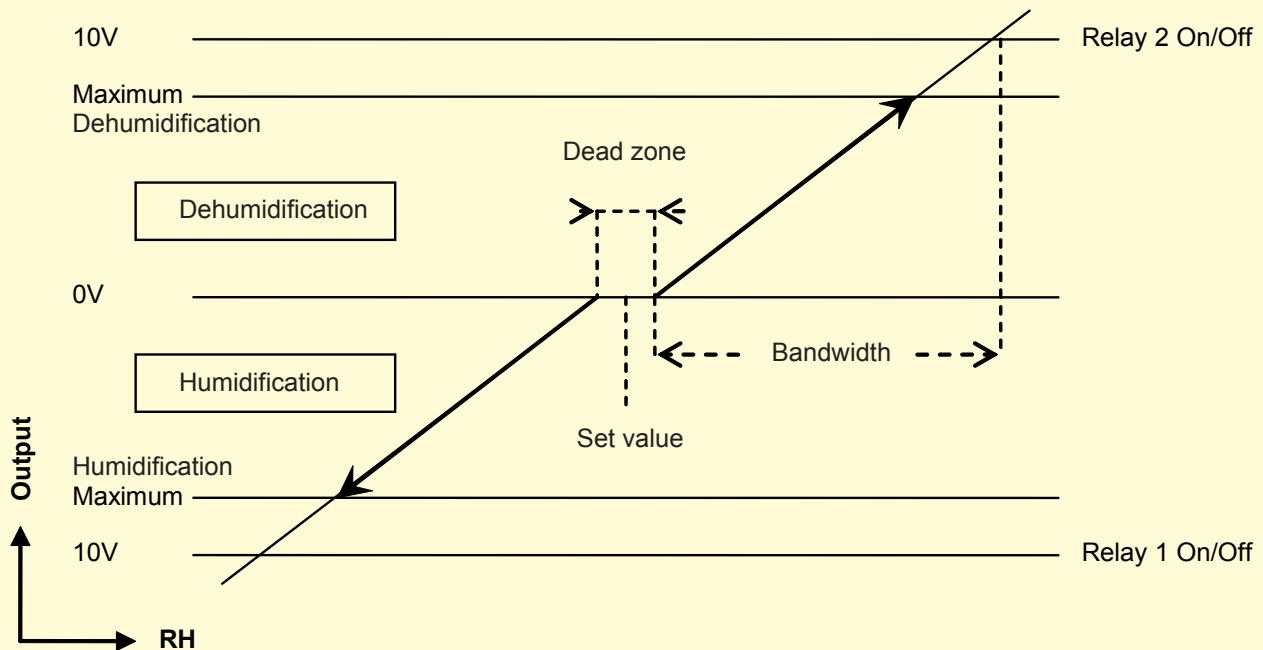 10V
Relay 2 On/Off
Maximum
Dehumidification
Dead zone
Dehumidification
0V
Bandwidth
Humidification
Set value
Humidification
Maximum
Output
10V
Relay 1 On/Off
RH